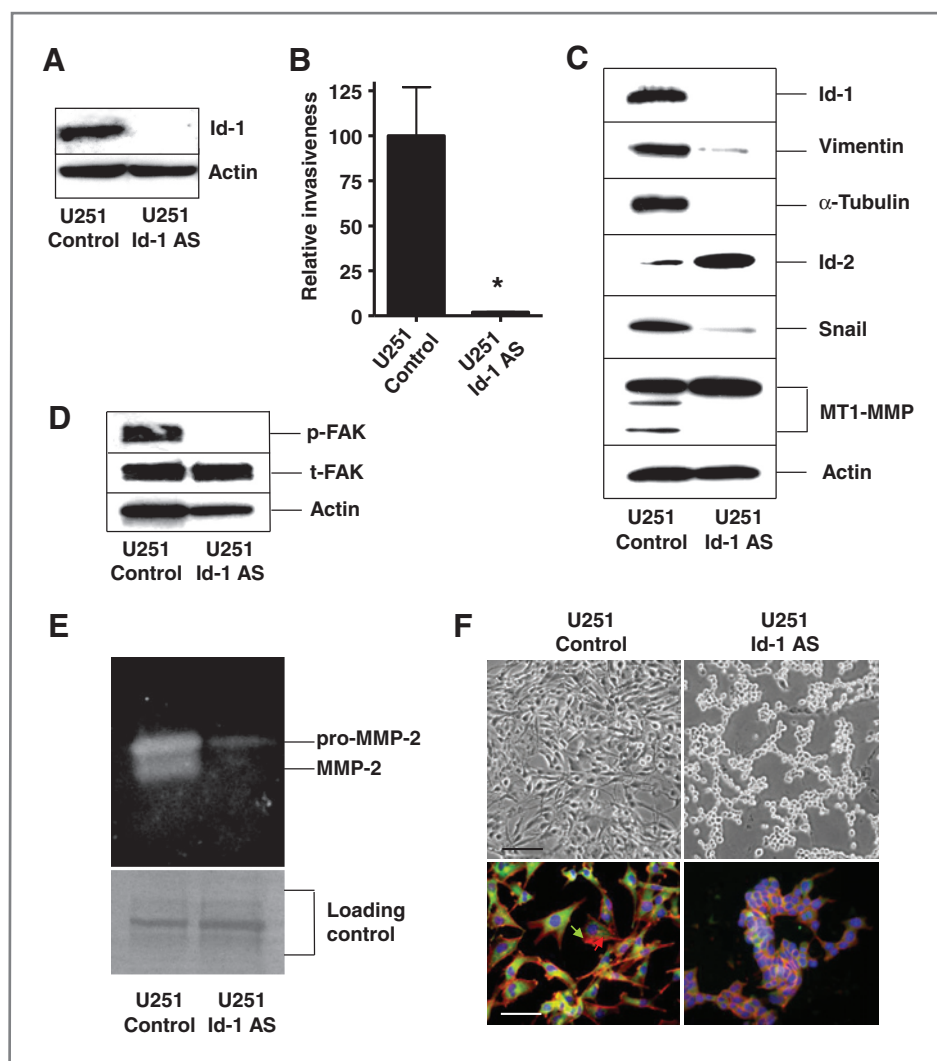 A
Id-1
Actin
U251
Control
U251
Id-1 AS
B
Relative invasiveness
125
100
75
50
25
0
*
U251
Control
U251
Id-1 AS
C
Id-1
Vimentin
α-Tubulin
Id-2
Snail
MT1-MMP
Actin
U251
Control
U251
Id-1 AS
D
p-FAK
t-FAK
Actin
U251
Control
U251
Id-1 AS
E
pro-MMP-2
MMP-2
Loading
control
U251
Control
U251
Id-1 AS
F
U251
Control
U251
Id-1 AS